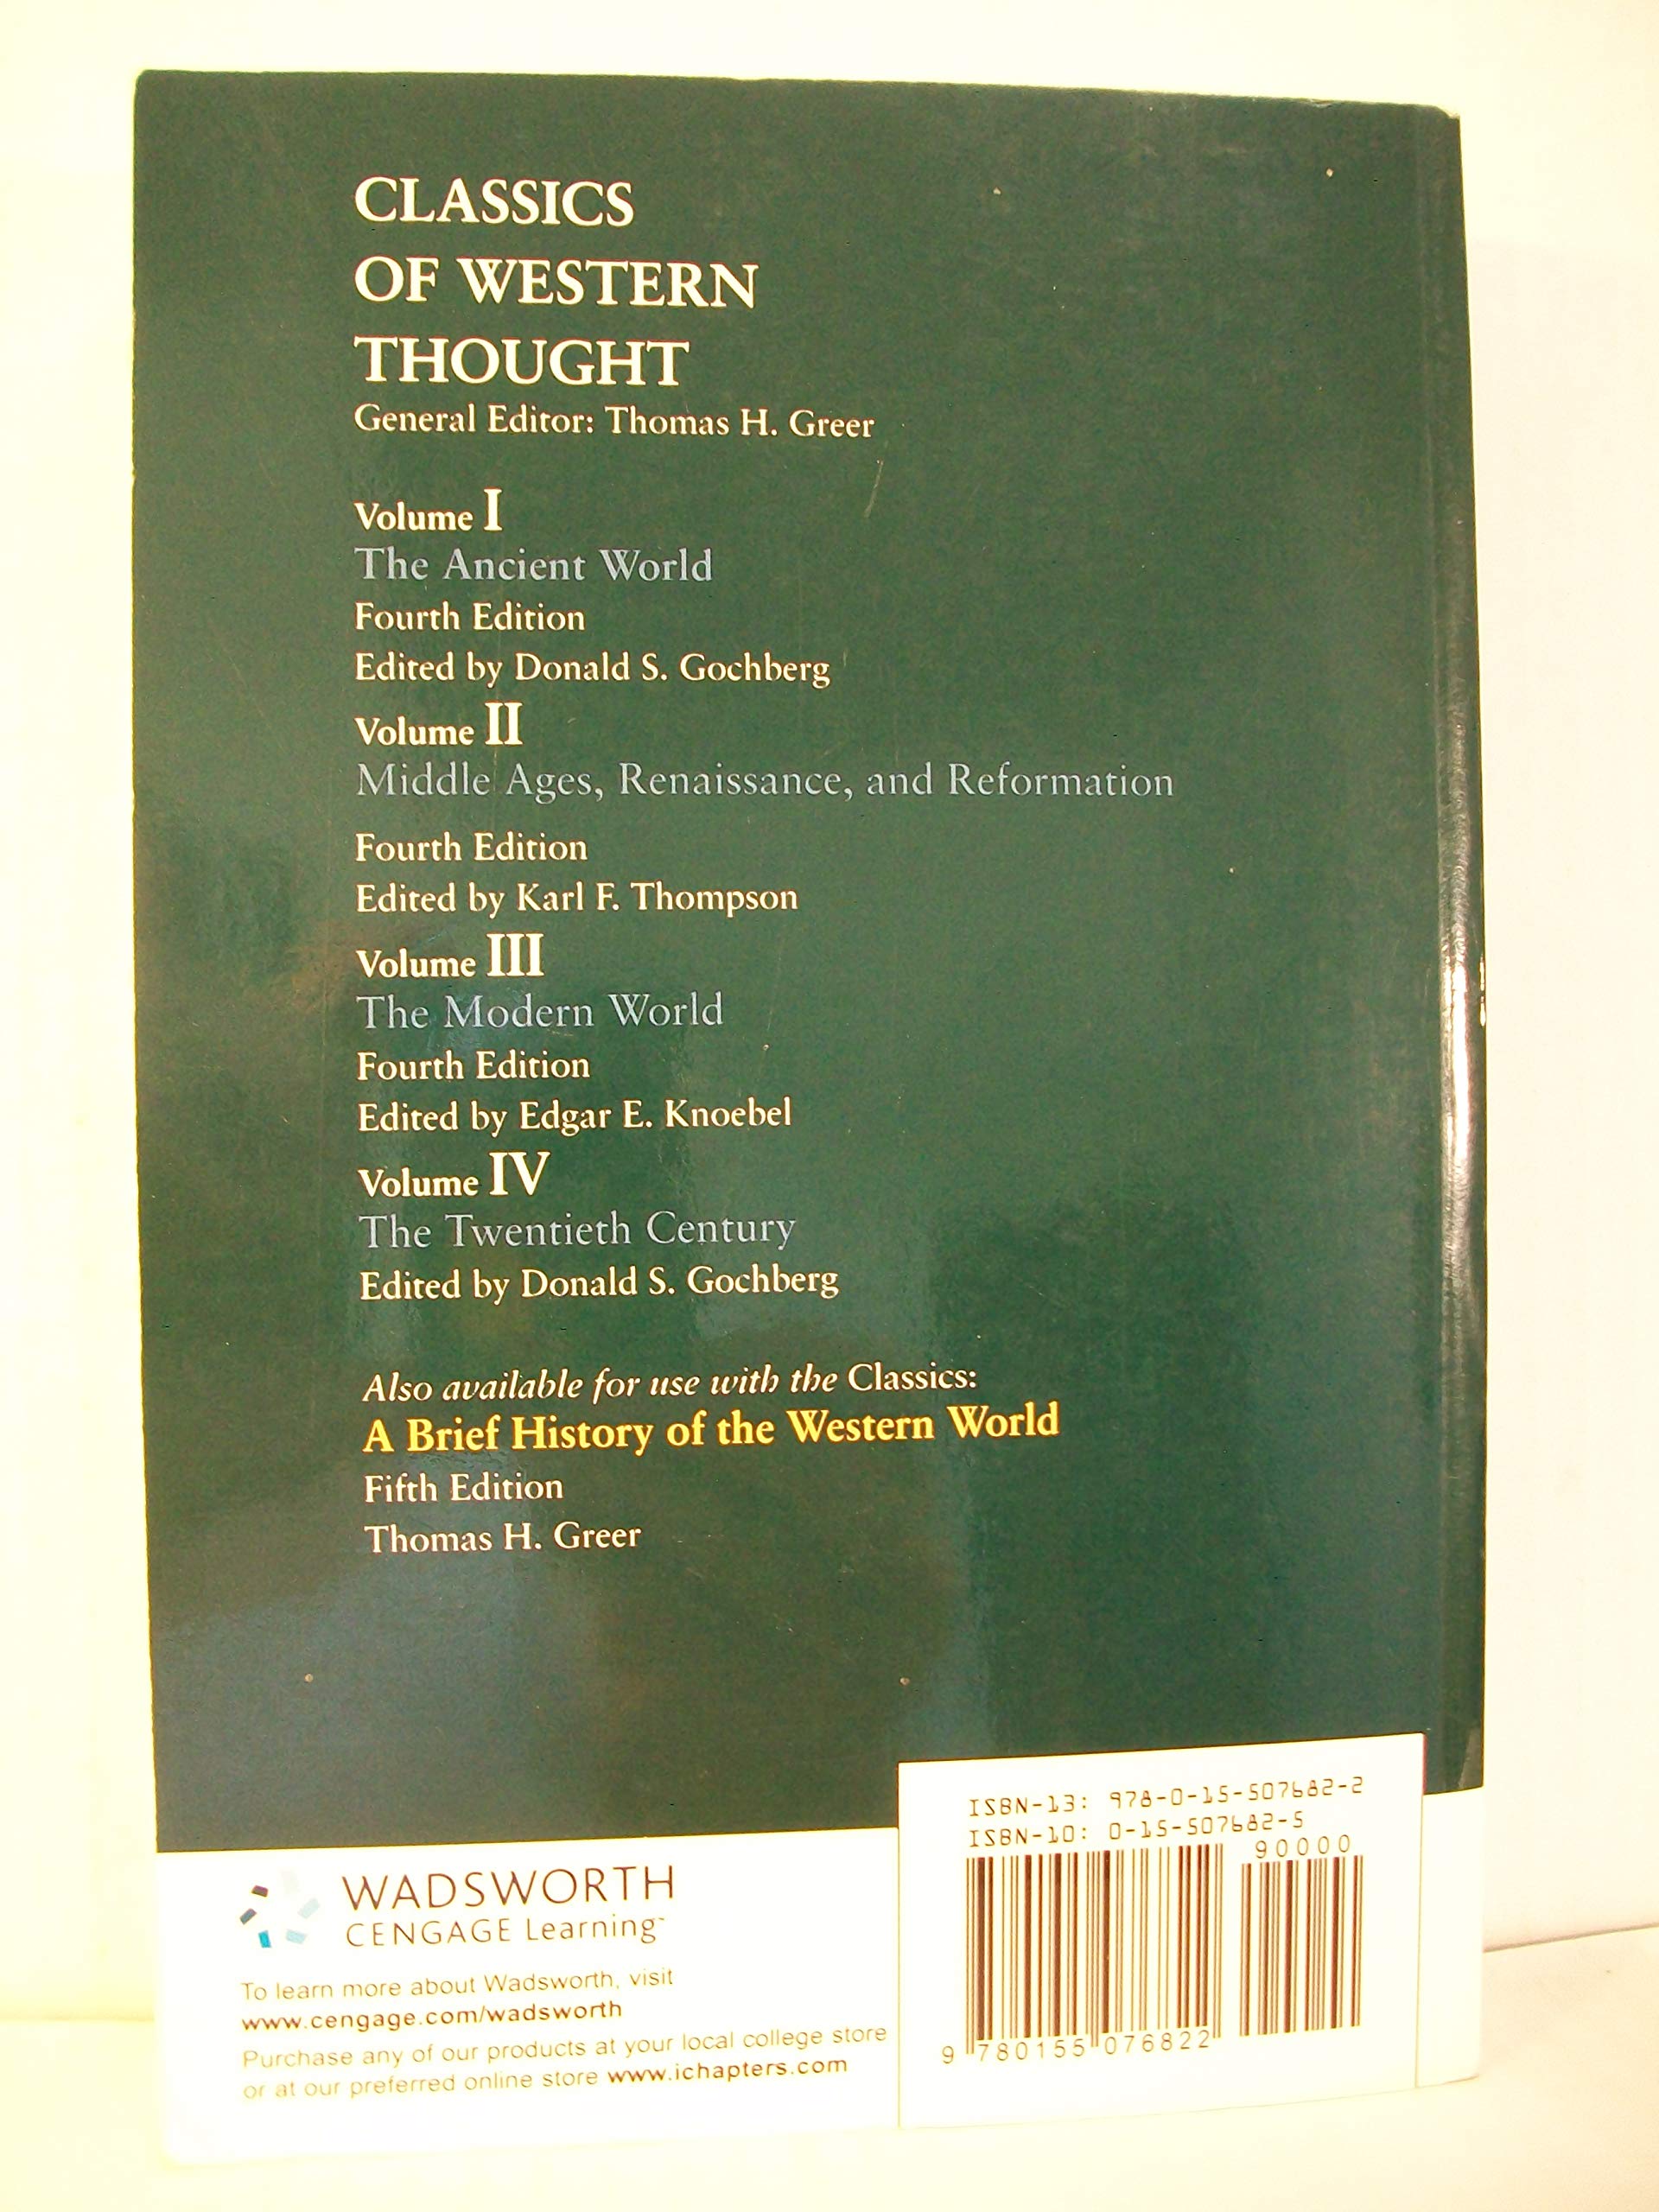 CLASSICS
OF WESTERN
THOUGHT
General Editor: Thomas H. Greer
Volume I
The Ancient World
Fourth Edition
Edited by Donald S. Gochberg
Volume II
Middle Ages, Renaissance, and Reformation
Fourth Edition
Edited by Karl F. Thompson
Volume III
The Modern World
Fourth Edition
Edited by Edgar E. Knoebel
Volume IV
The Twentieth Century
Edited by Donald S. Gochberg
Also available for use with the Classics:
A Brief History of the Western World
Fifth Edition
Thomas H. Greer
WADSWORTH
CENGAGE Learning™
To learn more about Wadsworth, visit
www.cengage.com/wadsworth
Purchase any of our products at your local college store
or at our preferred online store www.ichapters.com
ISBN-13: 978-0-15-507682-2
ISBN-10: 0-15-507682-5
90000
9 780155 076822